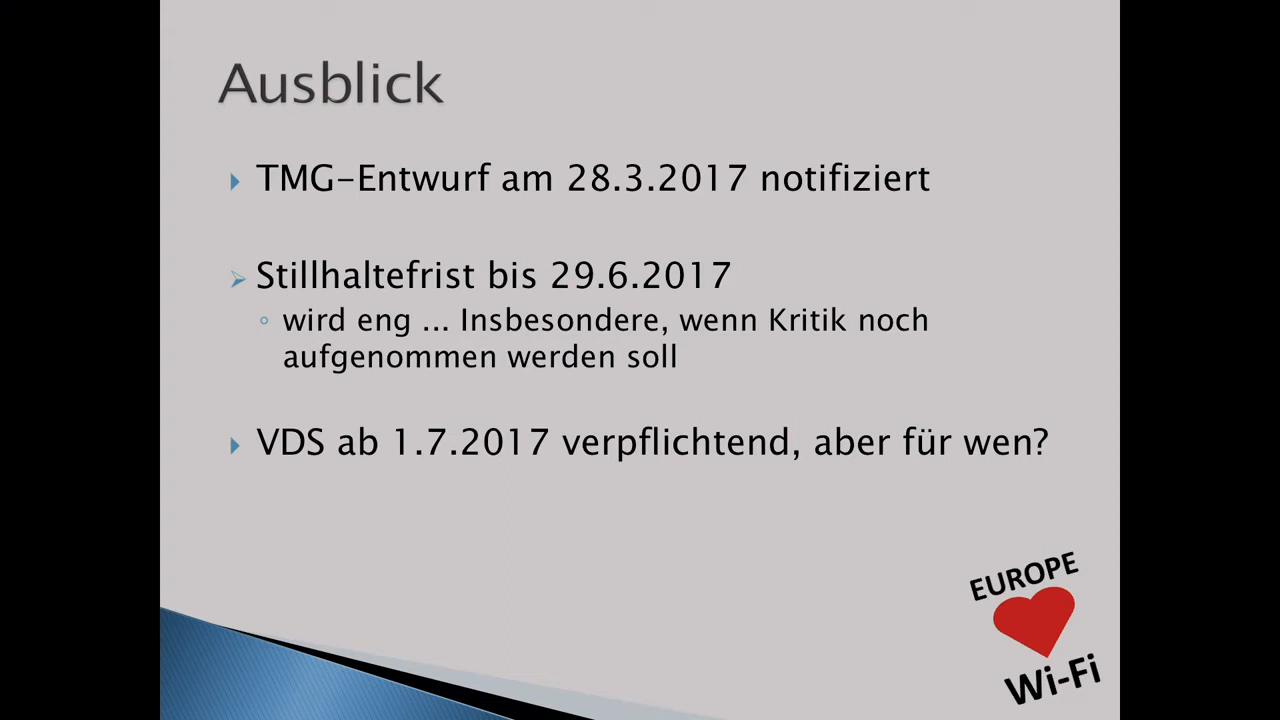 Ausblick
TMG-Entwurf am 28.3.2017 notifiziert
Stillhaltefrist bis 29.6.2017
wird eng ... Insbesondere, wenn Kritik noch
aufgenommen werden soll
VDS ab 1.7.2017 verpflichtend, aber für wen?
EUROPE
Wi-Fi